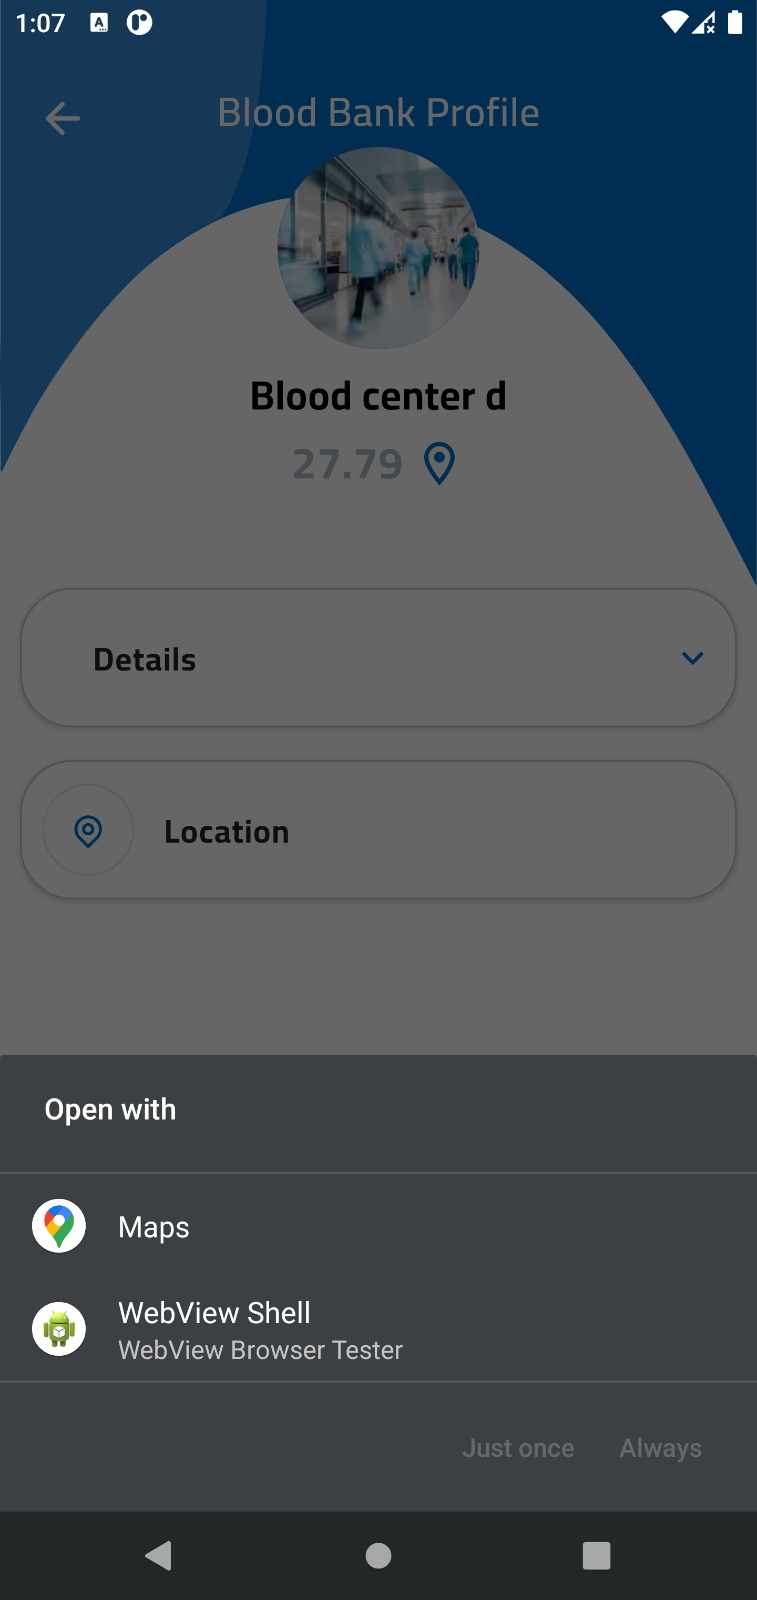 1:07
Blood Bank Profile
Blood center d
27.79
Details
Location
Open with
Maps
WebView Shell
WebView Browser Tester
Just once Always